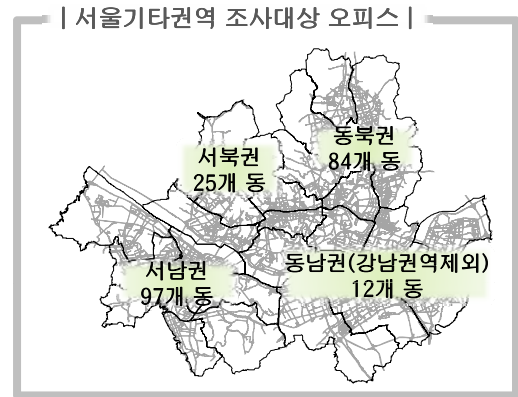 | 서울기타권역 조사대상 오피스 |
동북권
84개 동
서북권
25개 동
동남권(강남권역제외)
12개 동
서남권
97개 동